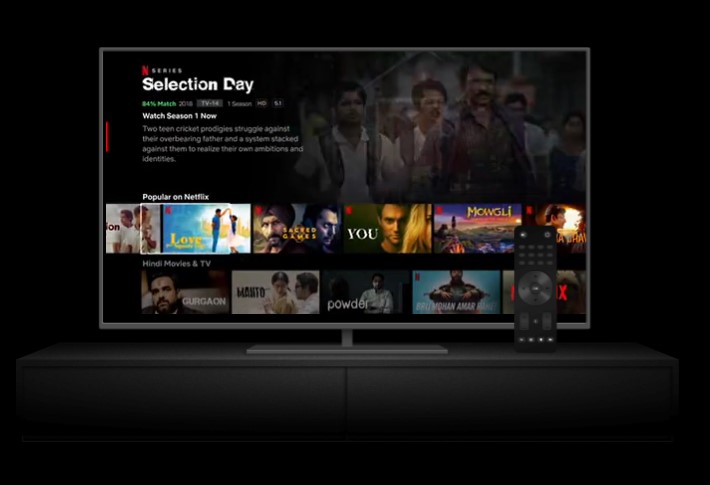 N SERIES
Selection Day
84% Match 2018 TV-14 1 Season HD 5.1
Watch Season 1 Now
Two teen cricket prodigies struggle against
their overbearing father and a system stacked
against them to realize their own ambitions and
identities.
Popular on Netflix
ion
Love
SACRED
GAMES
YOU
MOWGLI
Hindi Movies & TV
GURGAON
MANTO
powder
BRIJMOHAN AMAR